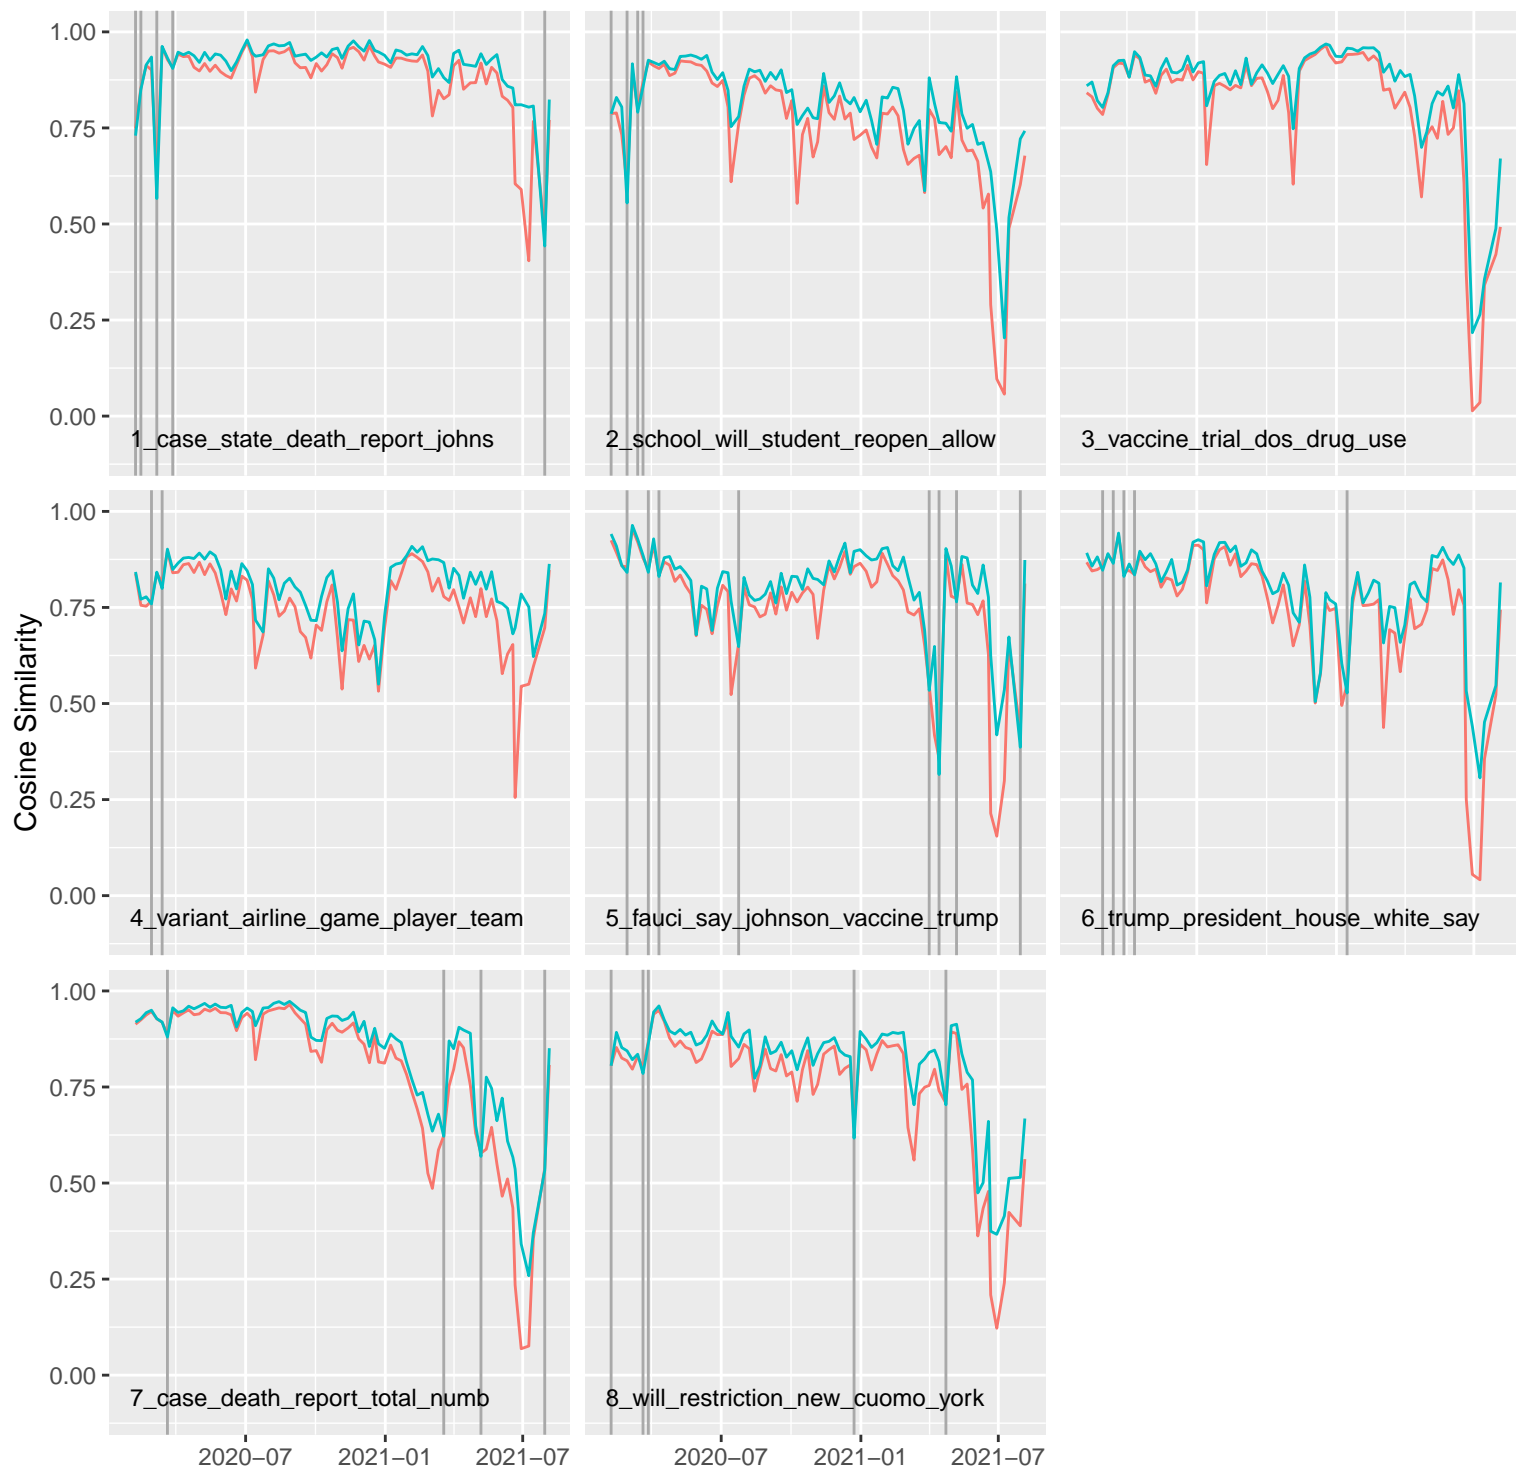 1.00
0.75
0.50
0.25
0.00
1_case_state_death_report_johns
2_school_will_student_reopen_allow
3_vaccine_trial_dos_drug_use
Cosine Similarity
1.00
0.75
0.50
0.25
0.00
4_variant_airline_game_player_team
5_fauci_say_johnson_vaccine_trump
6_trump_president_house_white_say
1.00
0.75
0.50
0.25
0.00
7_case_death_report_total_numb
8_will_restriction_new_cuomo_york
2020−07
2021−01
2021−07
2020−07
2021−01
2021−07